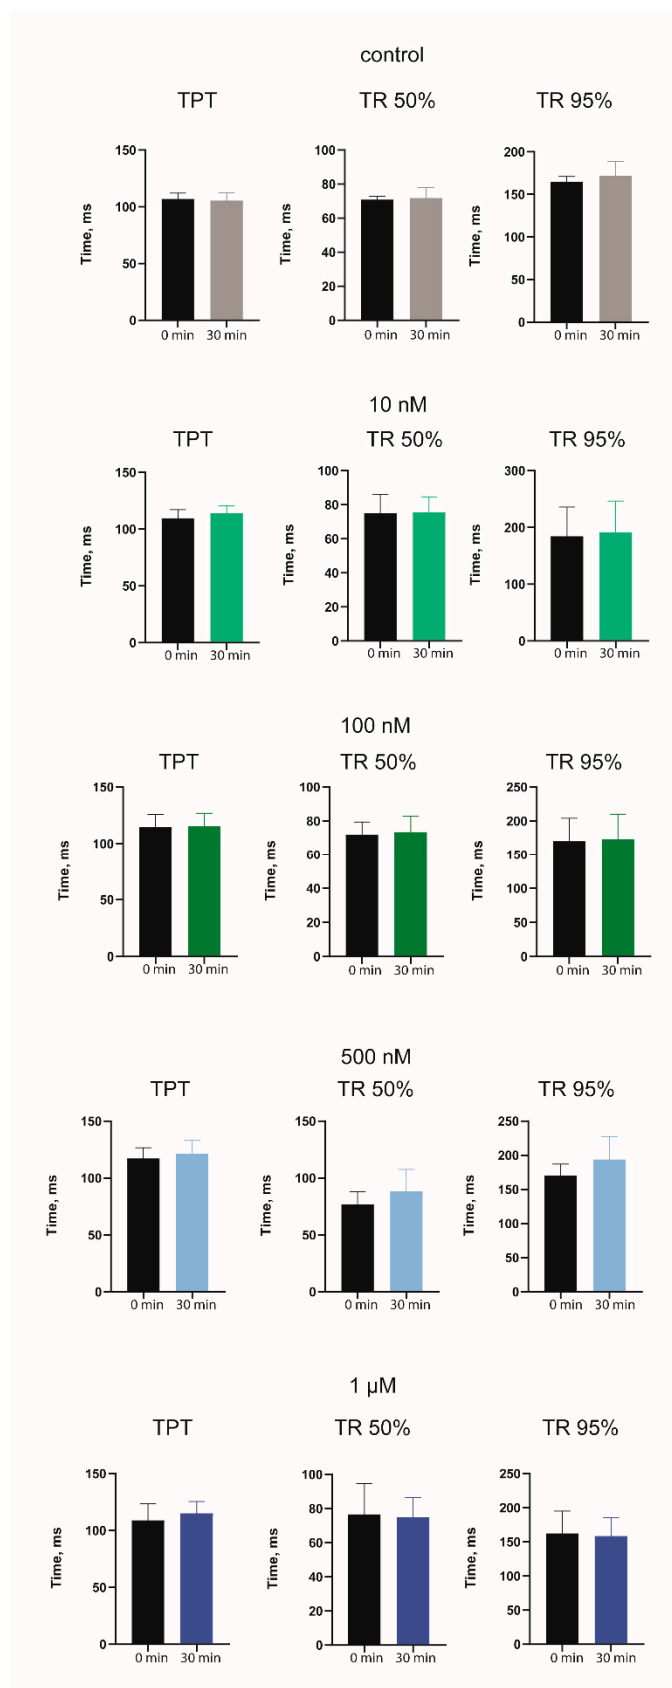 control
TPT TR 50% TR 95%
Time, ms 150 100 50 0 0 min 30 min
Time, ms 100 80 60 40 20 0 0 min 30 min
Time, ms 200 150 100 50 0 0 min 30 min
10 nM
TPT TR 50% TR 95%
Time, ms 150 100 50 0 0 min 30 min
Time, ms 100 80 60 40 20 0 0 min 30 min
Time, ms 300 200 100 0 0 min 30 min
100 nM
TPT TR 50% TR 95%
Time, ms 150 100 50 0 0 min 30 min
Time, ms 100 80 60 40 20 0 0 min 30 min
Time, ms 250 200 150 100 50 0 0 min 30 min
500 nM
TPT TR 50% TR 95%
Time, ms 150 100 50 0 0 min 30 min
Time, ms 150 100 50 0 0 min 30 min
Time, ms 250 200 150 100 50 0 0 min 30 min
1 µM
TPT TR 50% TR 95%
Time, ms 150 100 50 0 0 min 30 min
Time, ms 100 80 60 40 20 0 0 min 30 min
Time, ms 250 200 150 100 50 0 0 min 30 min